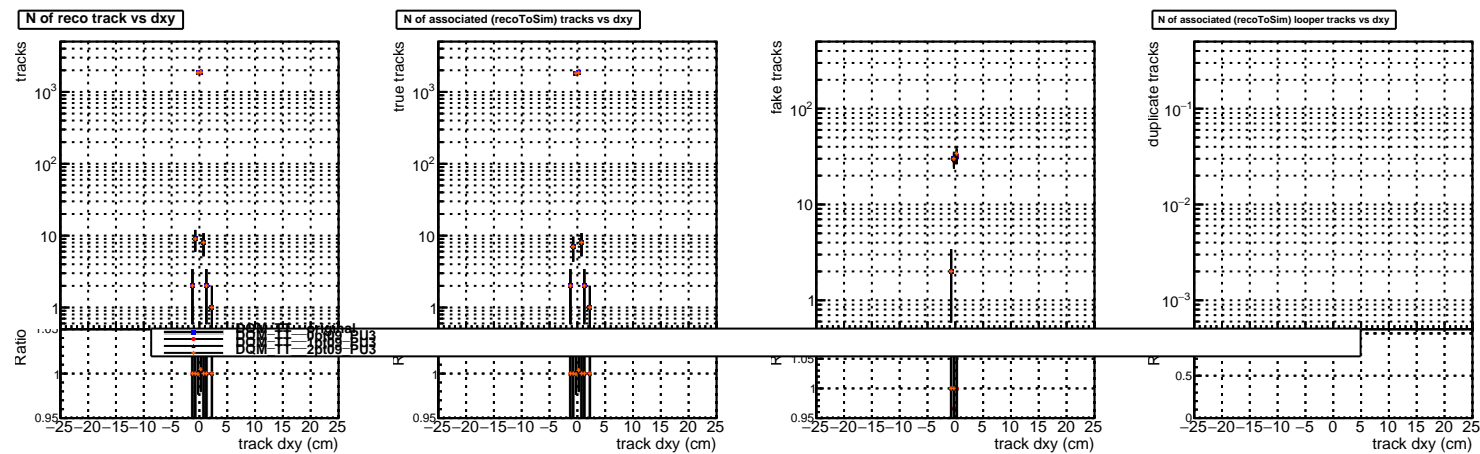 N of reco track vs dxy
tracks
10³
10²
10
1
Ratio
1
0.95
−25 −20 −15 −10 −5 0 5 10 15 20 25
track dxy (cm)
N of associated (recoToSim) tracks vs dxy
true tracks
10³
10²
10
1
1
0.95
−25 −20 −15 −10 −5 0 5 10 15 20 25
track dxy (cm)
fake tracks
10²
10
1
1.05
1
0.95
−25 −20 −15 −10 −5 0 5 10 15 20 25
track dxy (cm)
N of associated (recoToSim) looper tracks vs dxy
duplicate tracks
10⁻¹
10⁻²
10⁻³
0.5
0
−25 −20 −15 −10 −5 0 5 10 15 20 25
track dxy (cm)
DQM_TT__2pt09_PU3